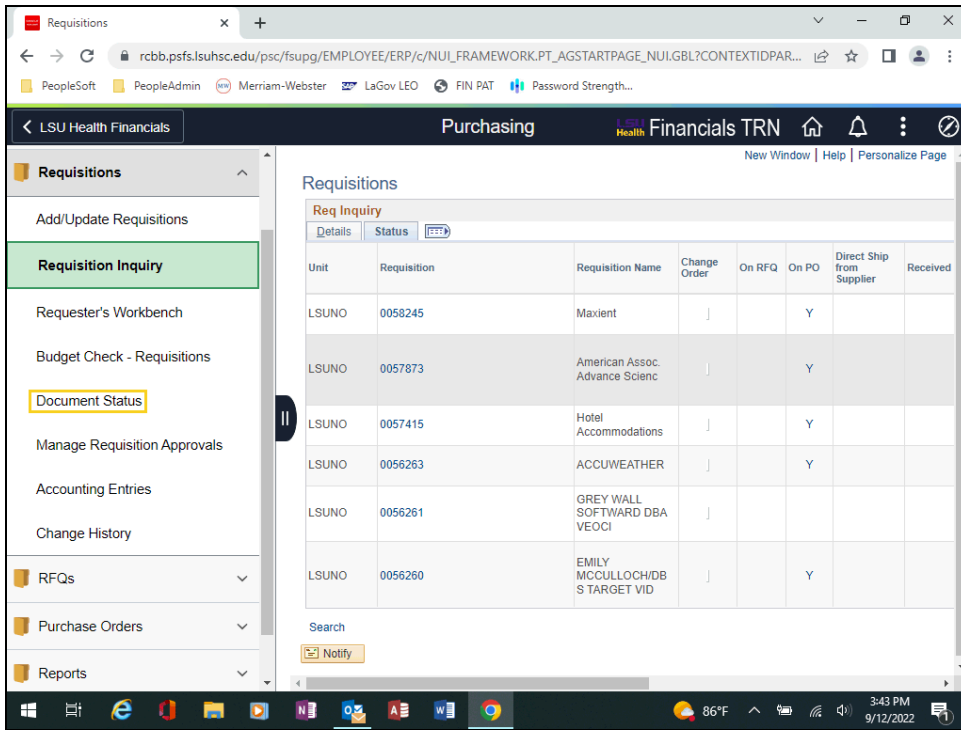 Requisitions
rcbb.psfs.lsuhsc.edu/psc/fsupg/EMPLOYEE/ERP/c/NUI_FRAMEWORK.PT_AGSTARTPAGE_NUI.GBL?CONTEXTIDPAR...
PeopleSoft PeopleAdmin Merriam-Webster LaGov LEO FIN PAT Password Strength...
LSU Health Financials
Purchasing
LSU Health Financials TRN
New Window | Help | Personalize Page
Requisitions
Add/Update Requisitions
Requisition Inquiry
Requester's Workbench
Budget Check - Requisitions
Document Status
Manage Requisition Approvals
Accounting Entries
Change History
RFQs
Purchase Orders
Reports
Requisitions
Req Inquiry
Details Status
Unit Requisition Requisition Name Change Order On RFQ On PO Direct Ship from Supplier Received
LSUNO 0058245 Maxient Y
LSUNO 0057873 American Assoc. Advance Scienc Y
LSUNO 0057415 Hotel Accommodations Y
LSUNO 0056263 ACCUWEATHER Y
LSUNO 0056261 GREY WALL SOFTWARD DBA VEOCI
LSUNO 0056260 EMILY MCCULLOCH/DB S TARGET VID Y
Search
Notify
86°F
3:43 PM
9/12/2022
1